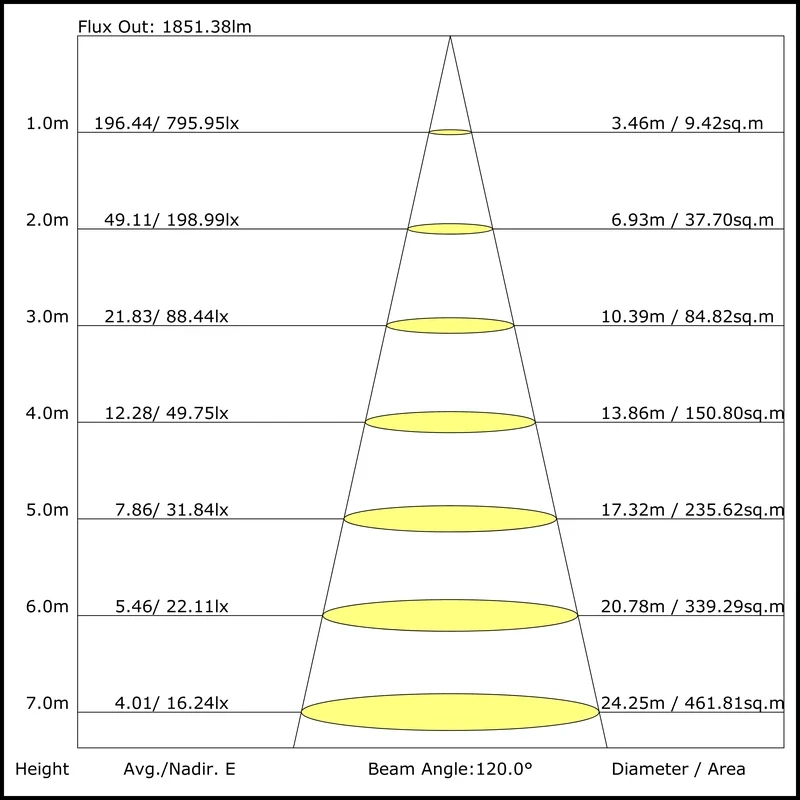 Flux Out: 1851.38lm
1.0m 196.44/ 795.95lx 3.46m / 9.42sq.m
2.0m 49.11/ 198.99lx 6.93m / 37.70sq.m
3.0m 21.83/ 88.44lx 10.39m / 84.82sq.m
4.0m 12.28/ 49.75lx 13.86m / 150.80sq.m
5.0m 7.86/ 31.84lx 17.32m / 235.62sq.m
6.0m 5.46/ 22.11lx 20.78m / 339.29sq.m
7.0m 4.01/ 16.24lx 24.25m / 461.81sq.m
Height Avg./Nadir. E Beam Angle:120.0° Diameter / Area